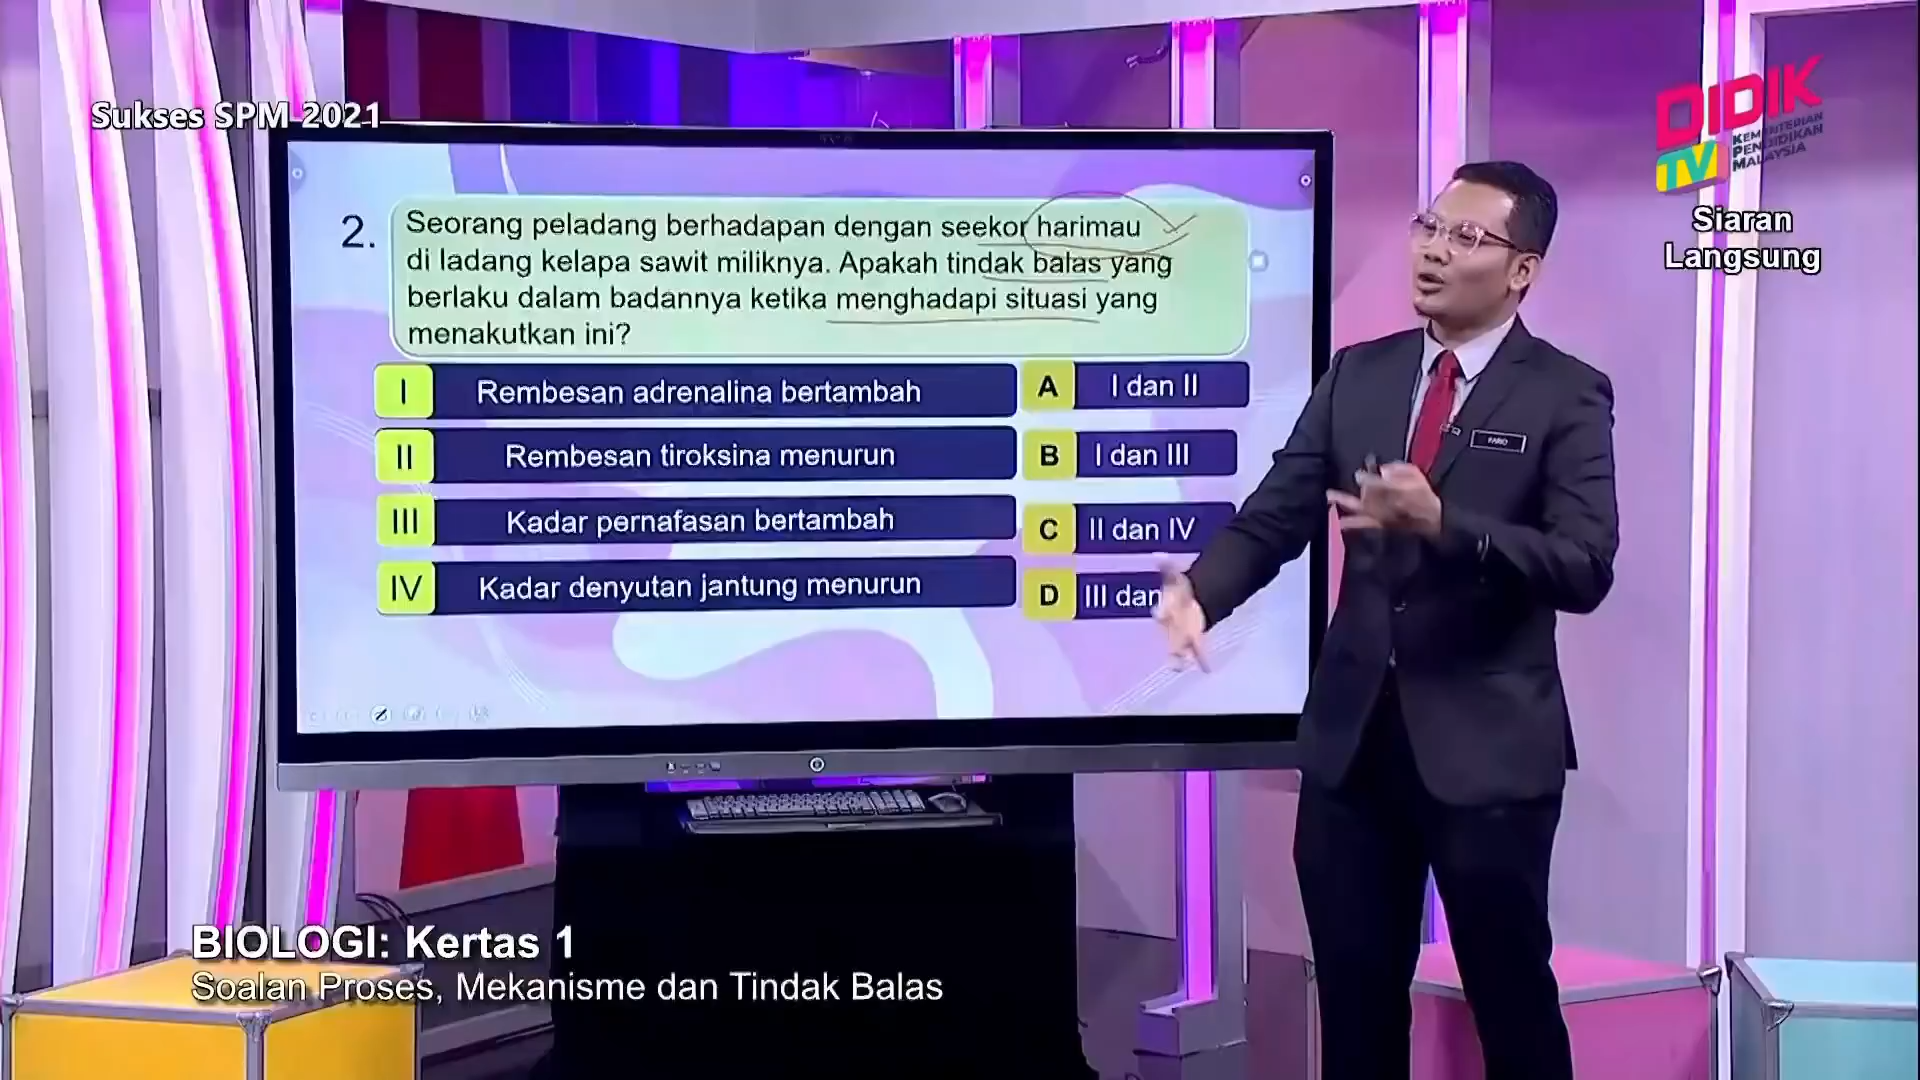 Sukses SPM 2021
DIDIK
TV
KEMENTERIAN
PENDIDIKAN
MALAYSIA
Siaran
Langsung
2.
Seorang peladang berhadapan dengan seekor harimau
di ladang kelapa sawit miliknya. Apakah tindak balas yang
berlaku dalam badannya ketika menghadapi situasi yang
menakutkan ini?
I Rembesan adrenalina bertambah
II Rembesan tiroksina menurun
III Kadar pernafasan bertambah
IV Kadar denyutan jantung menurun
A I dan II
B I dan III
C II dan IV
D III dan
FARID
BIOLOGI: Kertas 1
Soalan Proses, Mekanisme dan Tindak Balas